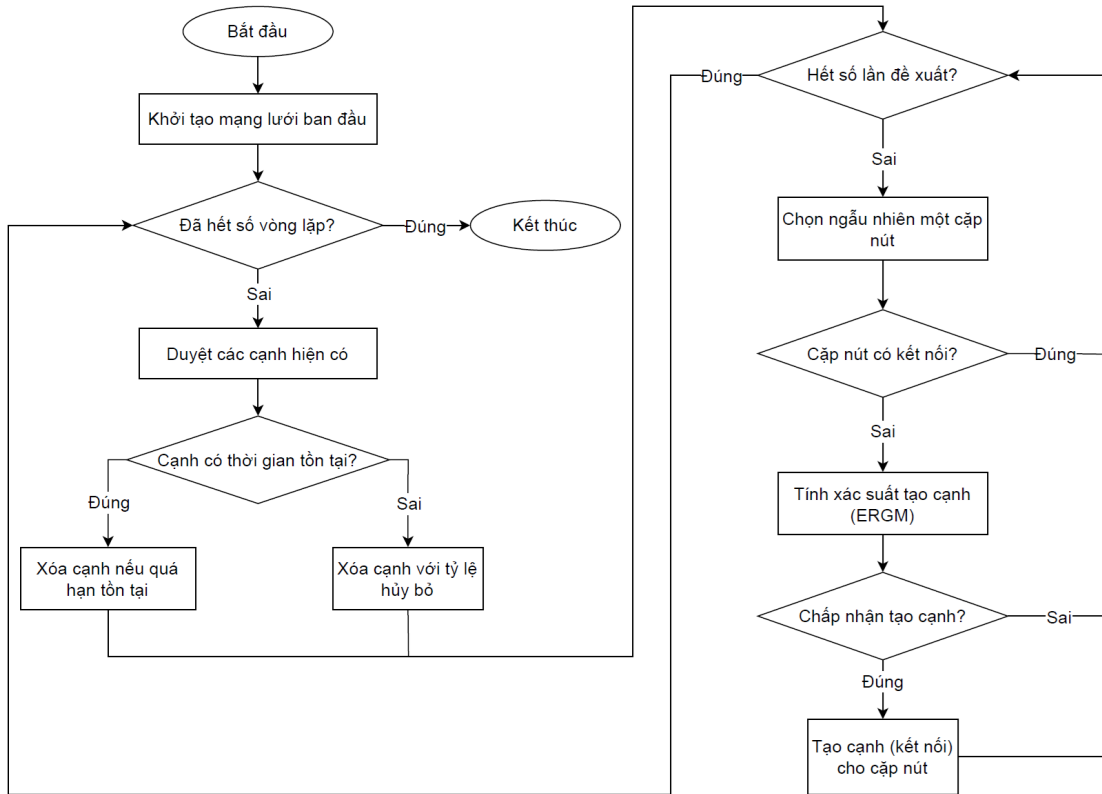 Bắt đầu
Khởi tạo mạng lưới ban đầu
Đã hết số vòng lặp?
Đúng
Kết thúc
Sai
Duyệt các cạnh hiện có
Cạnh có thời gian tồn tại?
Đúng
Sai
Xóa cạnh nếu quá
hạn tồn tại
Xóa cạnh với tỷ lệ
hủy bỏ
Hết số lần đề xuất?
Đúng
Sai
Chọn ngẫu nhiên một cặp
nút
Cặp nút có kết nối?
Đúng
Sai
Tính xác suất tạo cạnh
(ERGM)
Chấp nhận tạo cạnh?
Sai
Đúng
Tạo cạnh (kết nối)
cho cặp nút